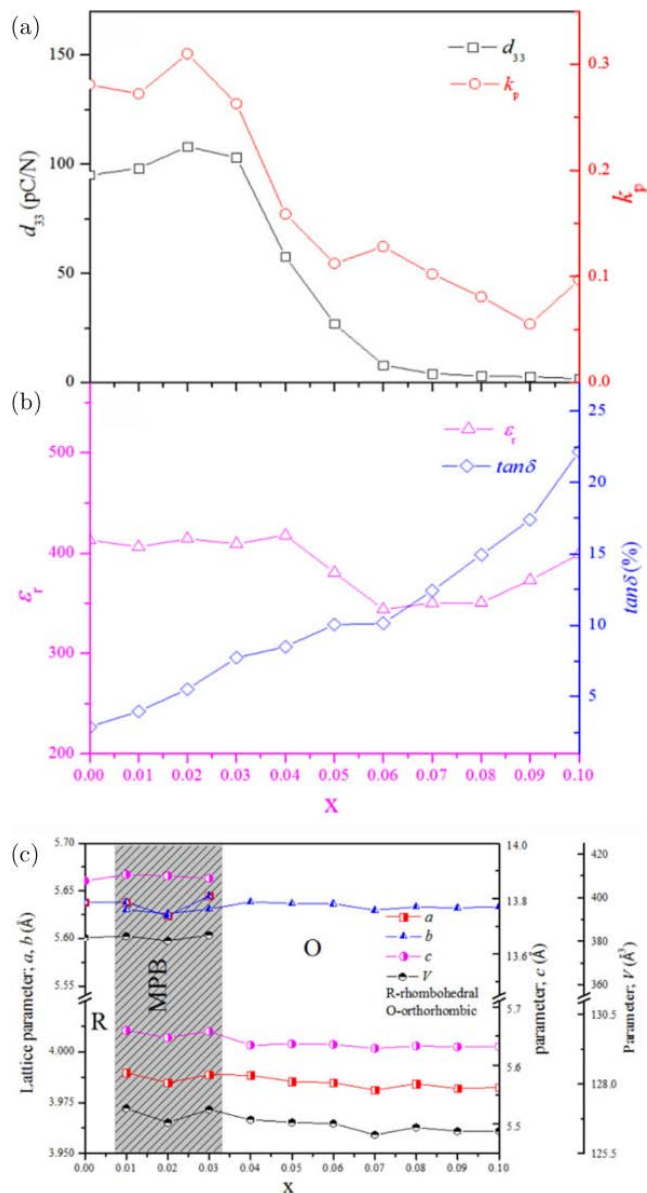 (a)
150
100
50
0
d₃₃ (pC/N)
d₃₃
kₚ
0.3
0.2
0.1
0.0
kₚ
(b)
500
400
300
200
εᵣ
εᵣ
tanδ
25
20
15
10
5
tanδ (%)
0.00 0.01 0.02 0.03 0.04 0.05 0.06 0.07 0.08 0.09 0.10
X
(c)
5.70
5.65
5.60
5.55
4.000
3.975
3.950
Lattice parameter; a, b (Å)
R
MPB
O
a
b
c
V
R-rhombohedral
O-orthorhombic
14.0
13.8
13.6
5.7
5.6
5.5
parameter; c (Å)
420
400
380
360
130.5
128.0
125.5
Parameter; V (Å³)
0.00 0.01 0.02 0.03 0.04 0.05 0.06 0.07 0.08 0.09 0.10
x